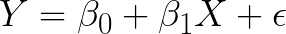 Y = β₀ + β₁X + ϵ